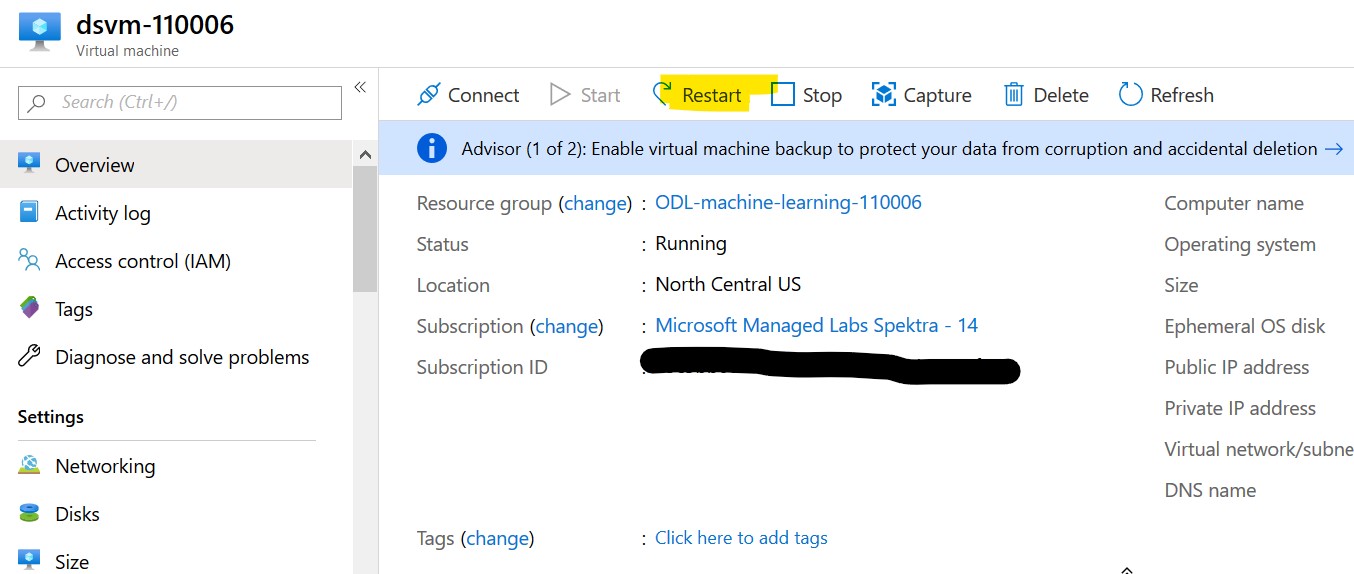 dsvm-110006
Virtual machine
Search (Ctrl+/)
Overview
Activity log
Access control (IAM)
Tags
Diagnose and solve problems
Settings
Networking
Disks
Size
Connect Start Restart Stop Capture Delete Refresh
Advisor (1 of 2): Enable virtual machine backup to protect your data from corruption and accidental deletion →
Resource group (change) : ODL-machine-learning-110006
Status : Running
Location : North Central US
Subscription (change) : Microsoft Managed Labs Spektra - 14
Subscription ID :
Tags (change) : Click here to add tags
Computer name
Operating system
Size
Ephemeral OS disk
Public IP address
Private IP address
Virtual network/subne
DNS name